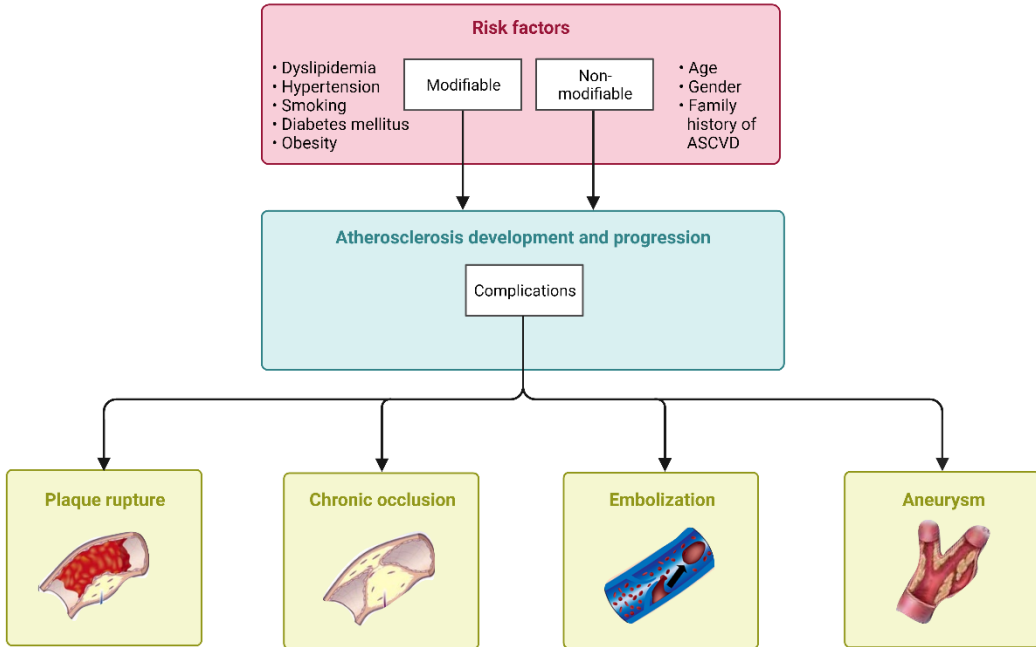 Risk factors
• Dyslipidemia
• Hypertension
• Smoking
• Diabetes mellitus
• Obesity
Modifiable
Non-
modifiable
• Age
• Gender
• Family
history of
ASCVD
Atherosclerosis development and progression
Complications
Plaque rupture
Chronic occlusion
Embolization
Aneurysm